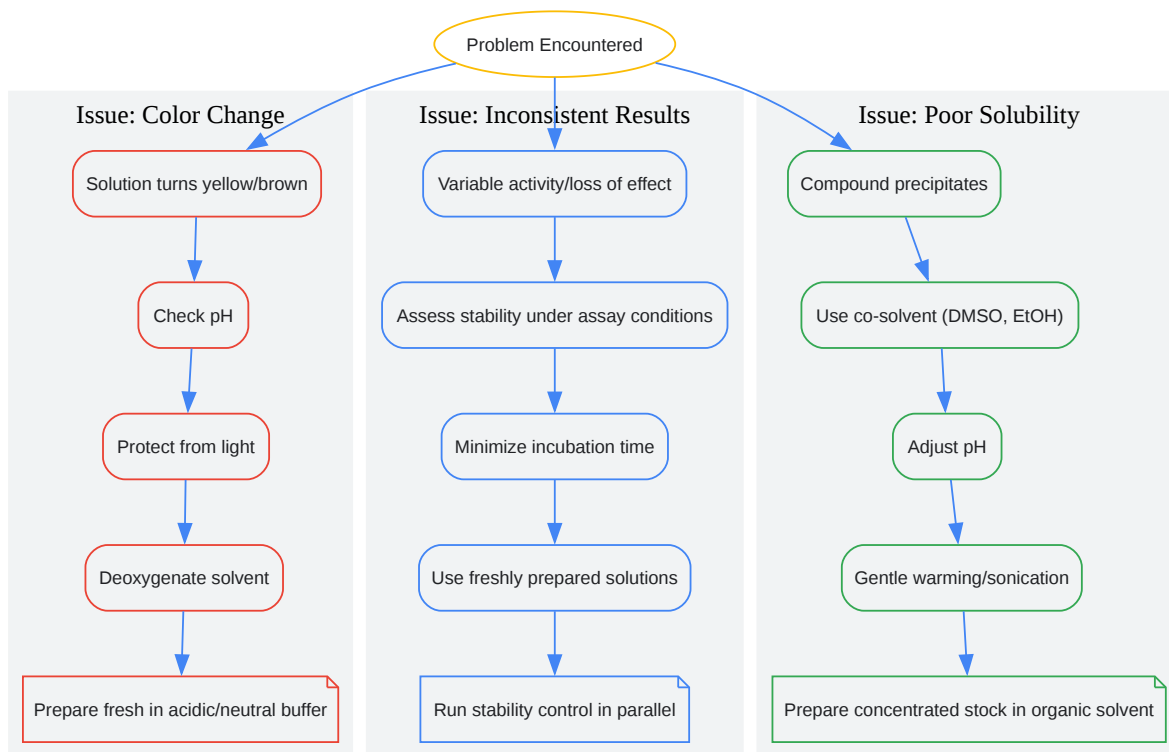 Problem Encountered
Issue: Color Change
Solution turns yellow/brown
Check pH
Protect from light
Deoxygenate solvent
Prepare fresh in acidic/neutral buffer
Issue: Inconsistent Results
Variable activity/loss of effect
Assess stability under assay conditions
Minimize incubation time
Use freshly prepared solutions
Run stability control in parallel
Issue: Poor Solubility
Compound precipitates
Use co-solvent (DMSO, EtOH)
Adjust pH
Gentle warming/sonication
Prepare concentrated stock in organic solvent